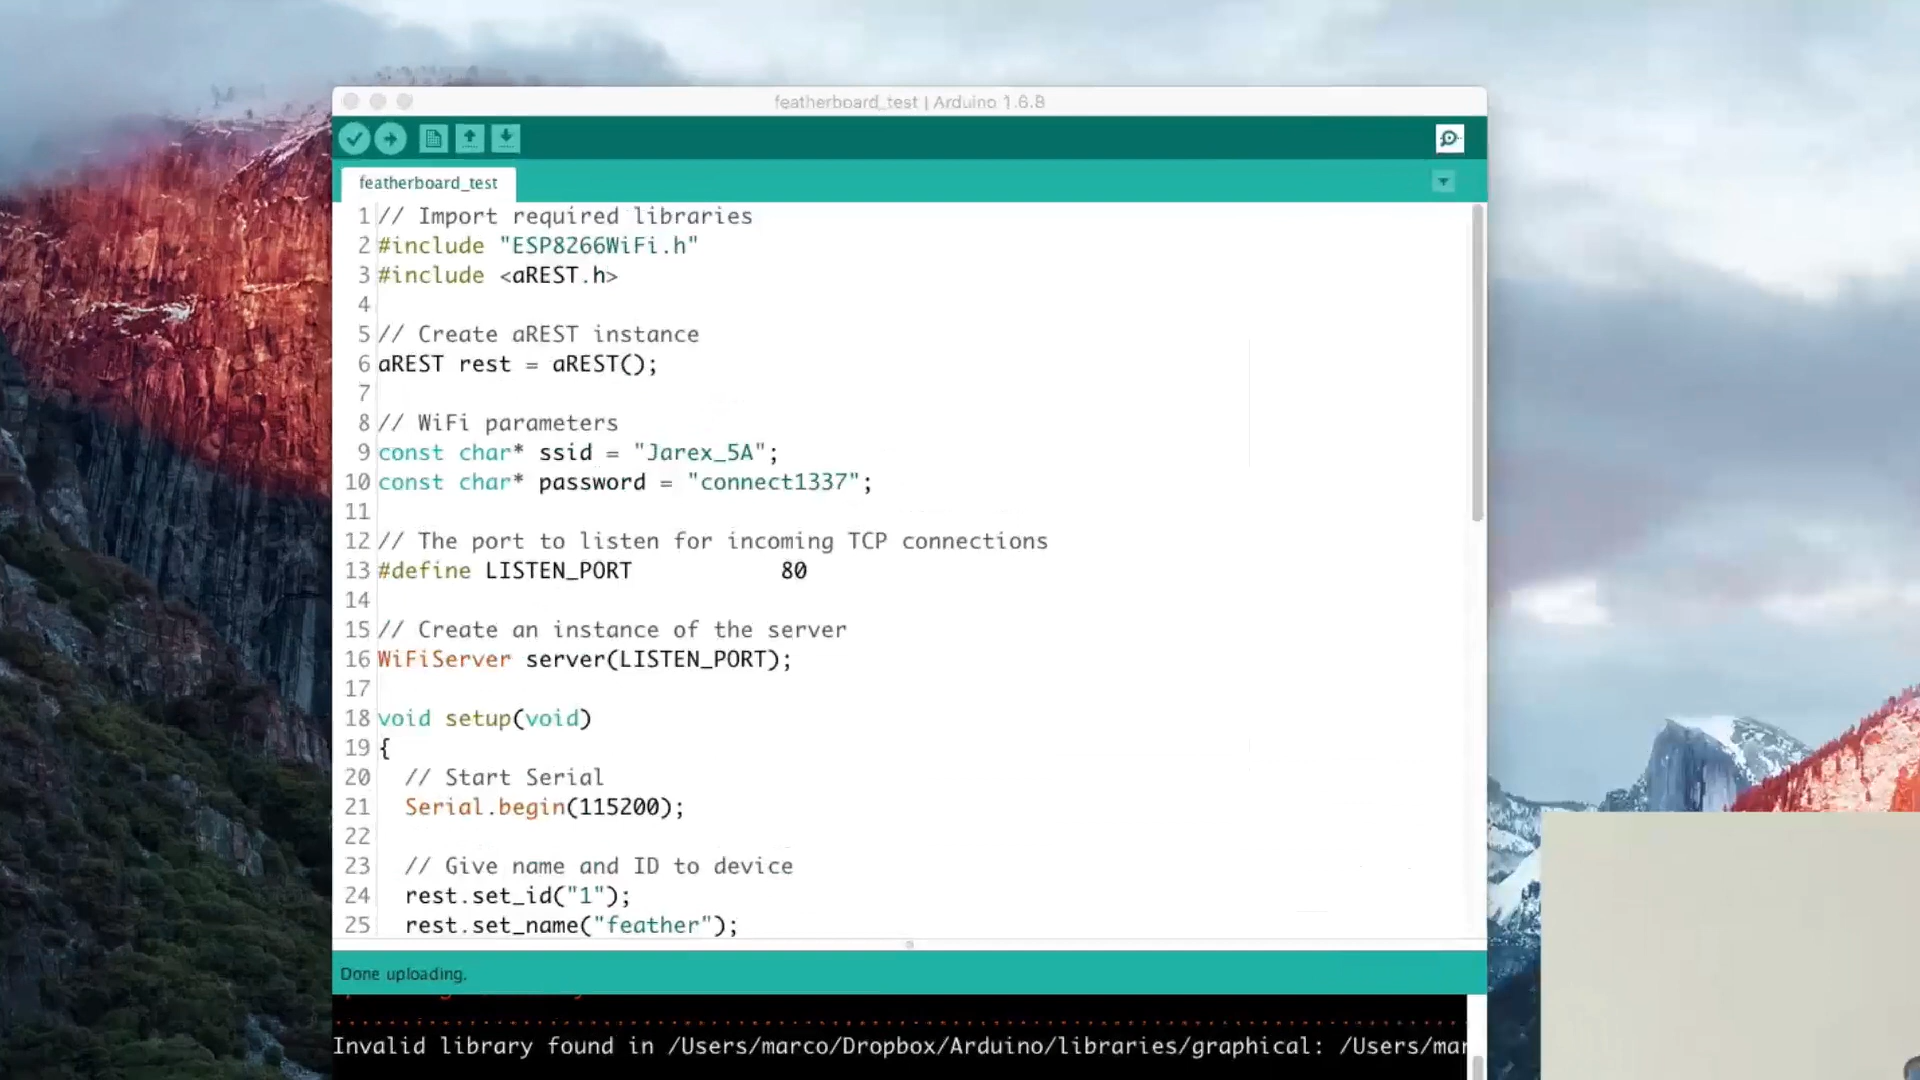 featherboard_test | Arduino 1.6.8
featherboard_test
1 // Import required libraries
2 #include "ESP8266WiFi.h"
3 #include <aREST.h>
4
5 // Create aREST instance
6 aREST rest = aREST();
7
8 // WiFi parameters
9 const char* ssid = "Jarex_5A";
10 const char* password = "connect1337";
11
12 // The port to listen for incoming TCP connections
13 #define LISTEN_PORT 80
14
15 // Create an instance of the server
16 WiFiServer server(LISTEN_PORT);
17
18 void setup(void)
19 {
20 // Start Serial
21 Serial.begin(115200);
22
23 // Give name and ID to device
24 rest.set_id("1");
25 rest.set_name("feather");
Done uploading.
Invalid library found in /Users/marco/Dropbox/Arduino/libraries/graphical: /Users/mar